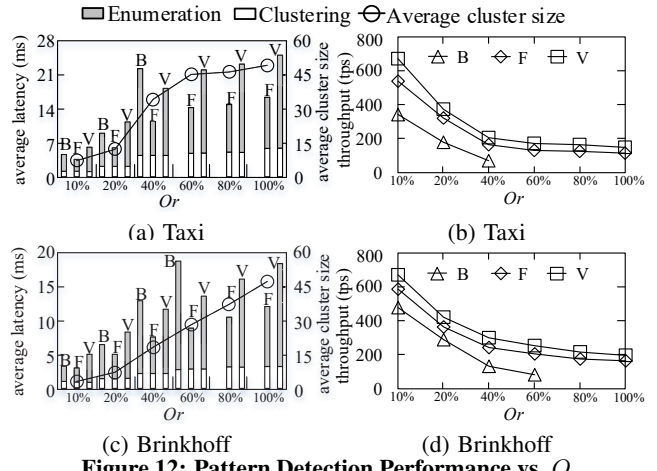 Enumeration Clustering Average cluster size
average latency (ms)
28
21
14
7
0
B F V B F V B F V F V F V F V
60
45
30
15
0
average cluster size
10% 20% 40% 60% 80% 100%
Or
(a) Taxi
throughput (tps)
800
600
400
200
0
B F V
10% 20% 40% 60% 80% 100%
Or
(b) Taxi
average latency (ms)
20
15
10
5
0
B F V B F V B F V B F V F V F V
60
45
30
15
0
average cluster size
10% 20% 40% 60% 80% 100%
Or
(c) Brinkhoff
throughput (tps)
800
600
400
200
0
B F V
10% 20% 40% 60% 80% 100%
Or
(d) Brinkhoff
Figure 12: Pattern Detection Performance vs. O